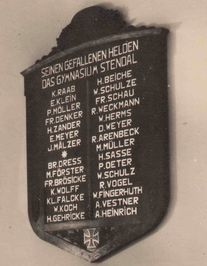 SEINEN GEFALLENEN HELDEN
DAS GYMNASIUM STENDAL
K. RAAB
E. KLEIN
P. MÖLLER
FR. DENKER
H. ZANDER
E. MEYER
J. MÄLZER
BR. DRESS
M. FÖRSTER
FR. BRÖSICKE
K. WOLFF
KL. FALCKE
W. KOCH
H. GEHRICKE
H. BEICHE
W. SCHULZE
FR. SCHAU
R. WECKMANN
W. HERMS
D. WEYER
R. ARENBECK
M. MÜLLER
H. SASSE
P. DETER
W. SCHULZ
R. VOGEL
W. FINGERHUTH
A. VESTNER
A. HEINRICH